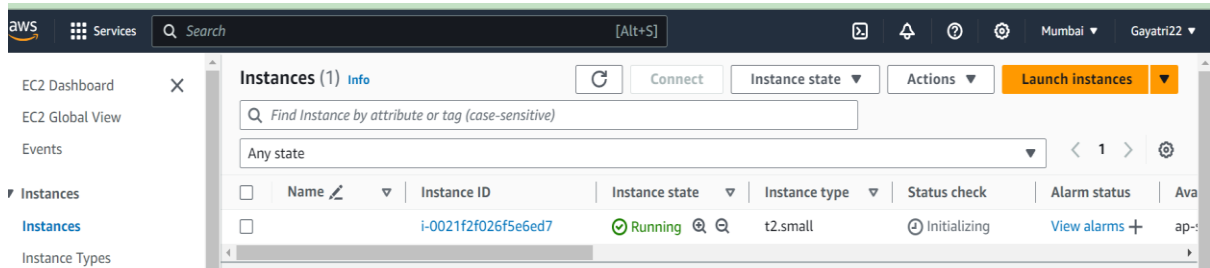 aws Services Search [Alt+S] Mumbai Gayatri22
EC2 Dashboard
EC2 Global View
Events
Instances
Instances
Instance Types
Instances (1) Info Connect Instance state Actions Launch instances
Find Instance by attribute or tag (case-sensitive)
Any state 1
Name Instance ID Instance state Instance type Status check Alarm status Ava
i-0021f2f026f5e6ed7 Running t2.small Initializing View alarms ap-s